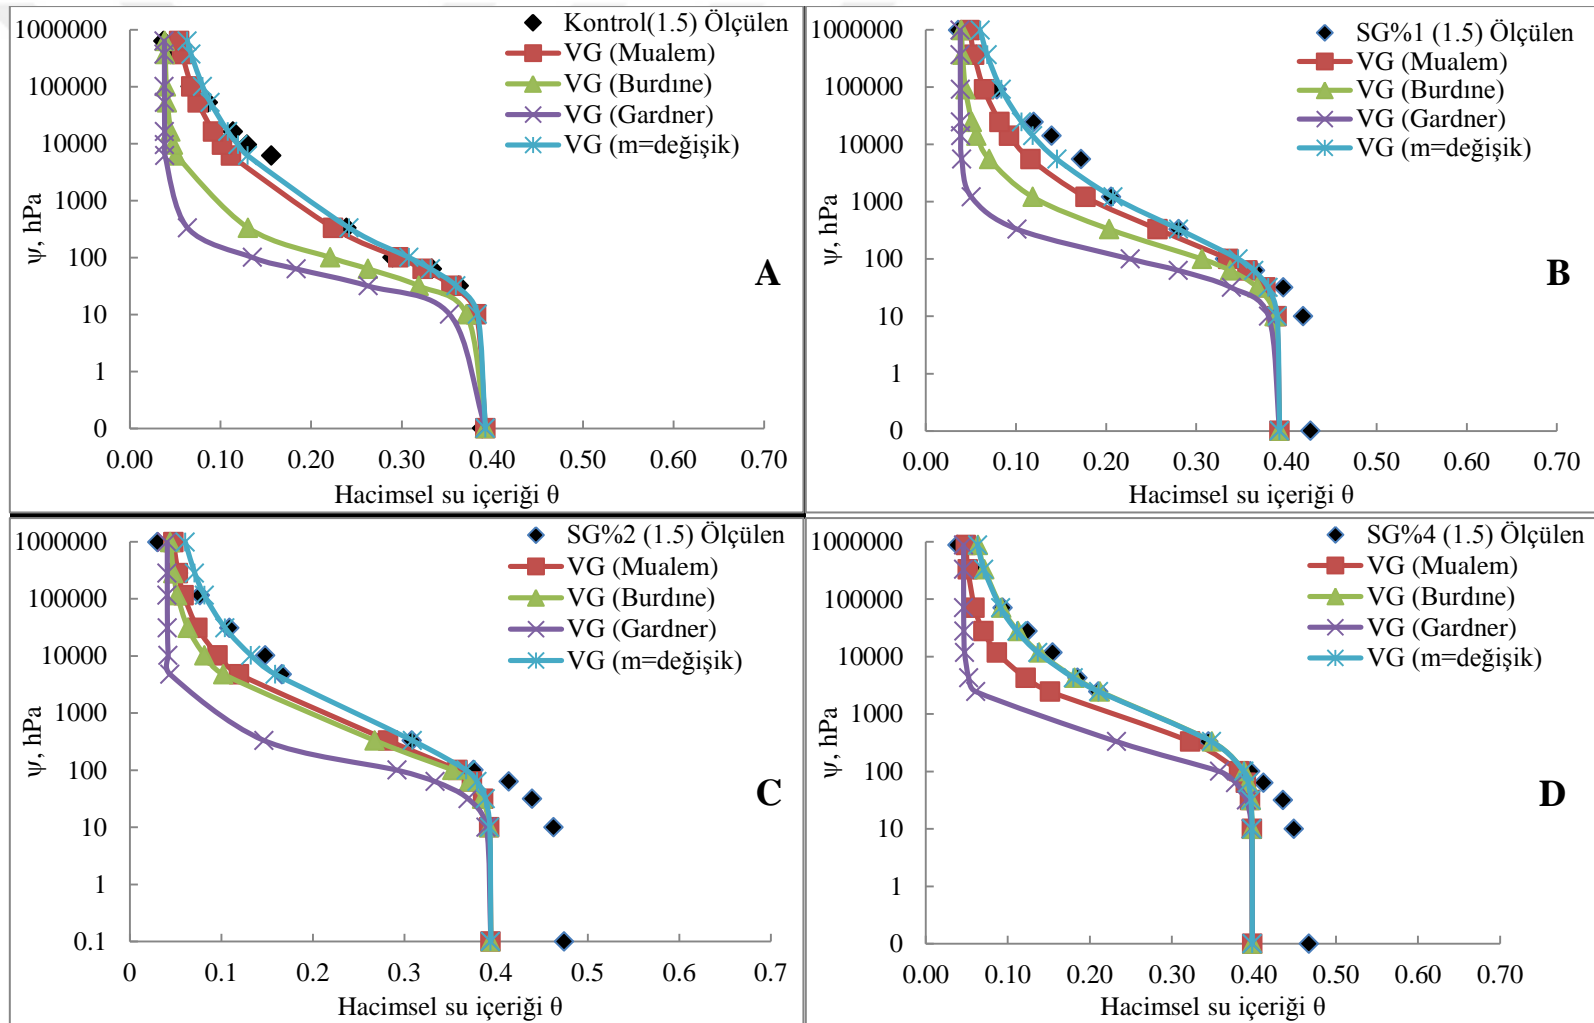 Kontrol(1.5) Ölçülen
VG (Mualem)
VG (Burdıne)
VG (Gardner)
VG (m=değişik)
1000000
100000
10000
1000
100
10
1
0
ψ, hPa
A
0.00 0.10 0.20 0.30 0.40 0.50 0.60 0.70
Hacimsel su içeriği θ
SG%1 (1.5) Ölçülen
VG (Mualem)
VG (Burdıne)
VG (Gardner)
VG (m=değişik)
1000000
100000
10000
1000
100
10
1
0
ψ, hPa
B
0.00 0.10 0.20 0.30 0.40 0.50 0.60 0.70
Hacimsel su içeriği θ
SG%2 (1.5) Ölçülen
VG (Mualem)
VG (Burdıne)
VG (Gardner)
VG (m=değişik)
1000000
100000
10000
1000
100
10
1
0.1
ψ, hPa
C
0 0.1 0.2 0.3 0.4 0.5 0.6 0.7
Hacimsel su içeriği θ
SG%4 (1.5) Ölçülen
VG (Mualem)
VG (Burdıne)
VG (Gardner)
VG (m=değişik)
1000000
100000
10000
1000
100
10
1
0
ψ, hPa
D
0.00 0.10 0.20 0.30 0.40 0.50 0.60 0.70
Hacimsel su içeriği θ